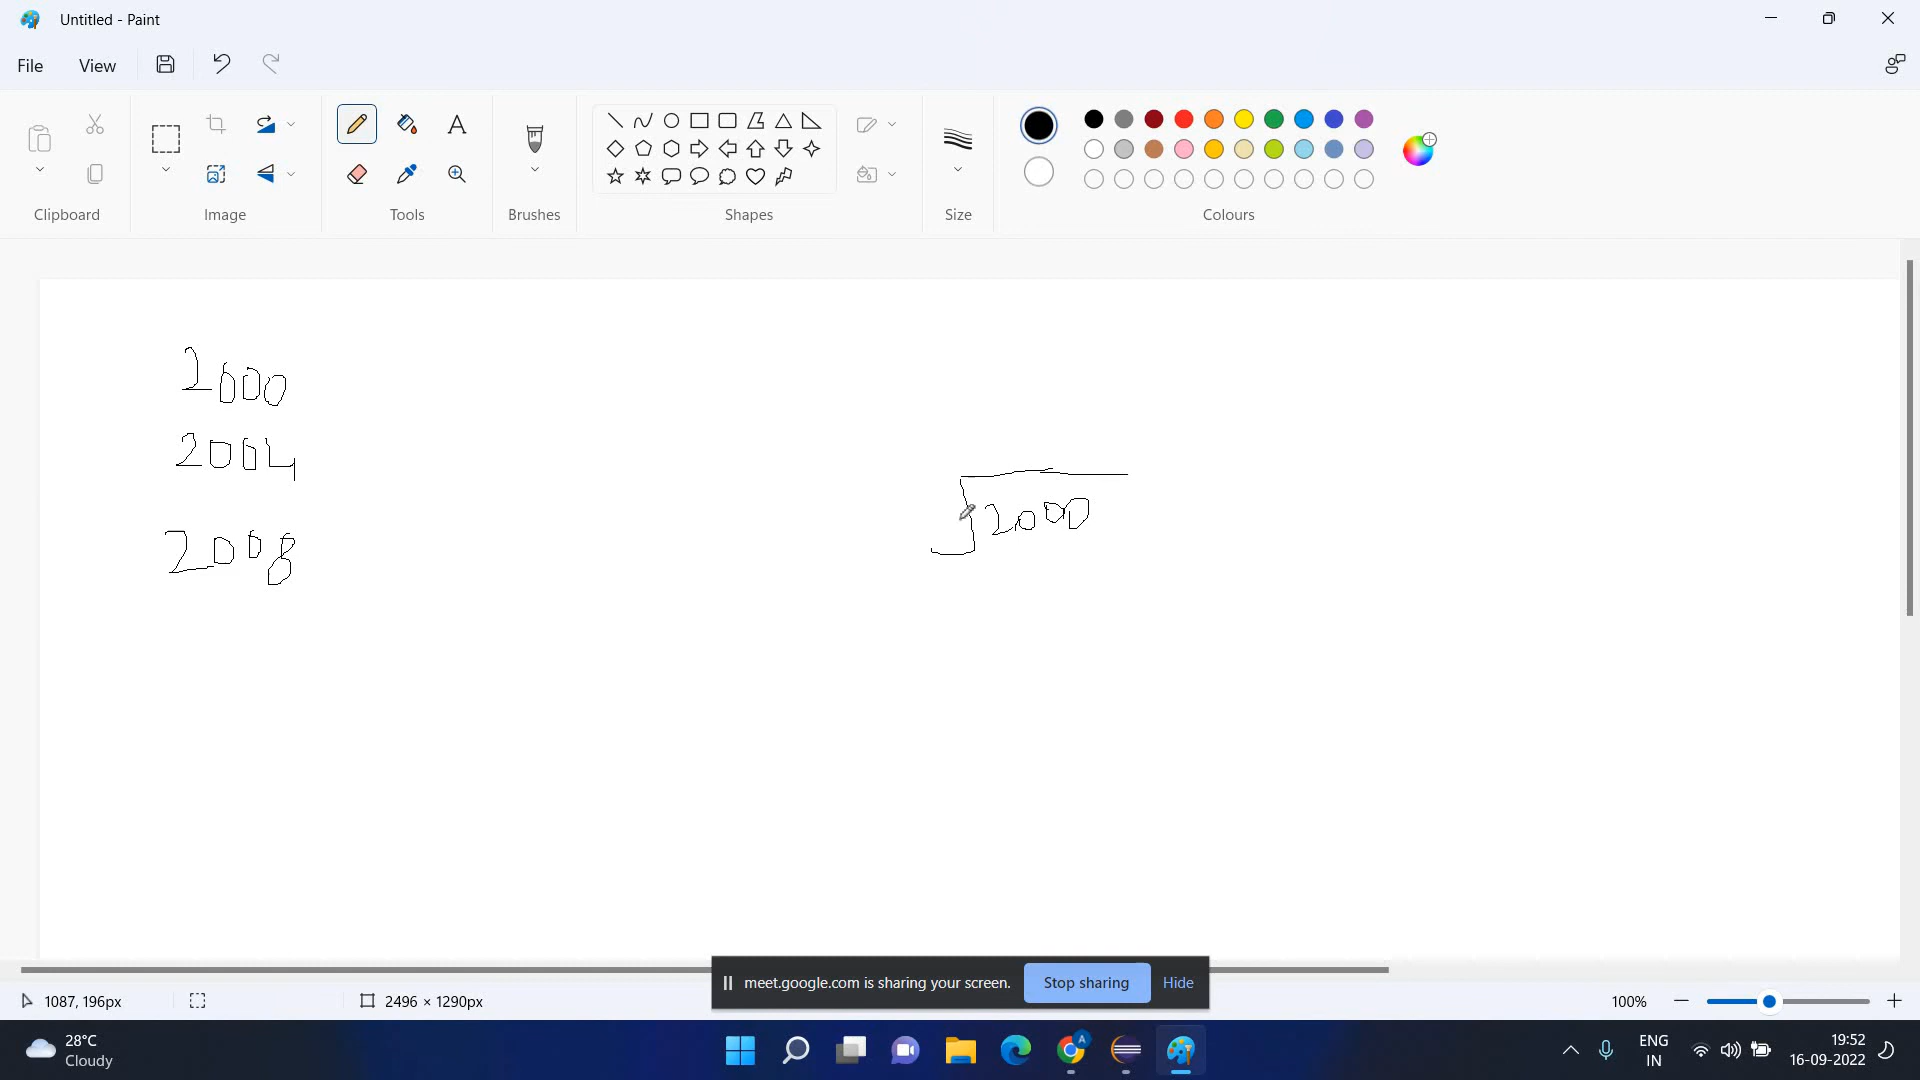 Untitled - Paint
File View
Clipboard Image Tools Brushes Shapes Size Colours
2000
2004
2008
2000
meet.google.com is sharing your screen. Stop sharing Hide
1087, 196px 2496 × 1290px 100%
28°C
Cloudy
A
ENG
IN
19:52
16-09-2022